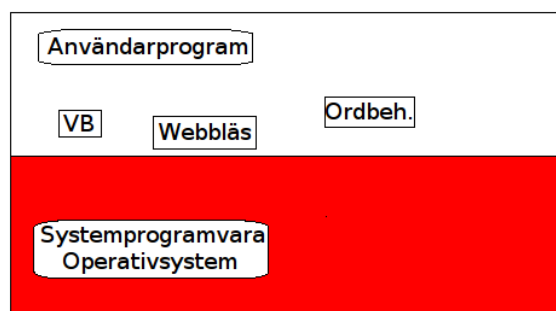 Användarprogram
VB
Webbläs
Ordbeh.
Systemprogramvara
Operativsystem